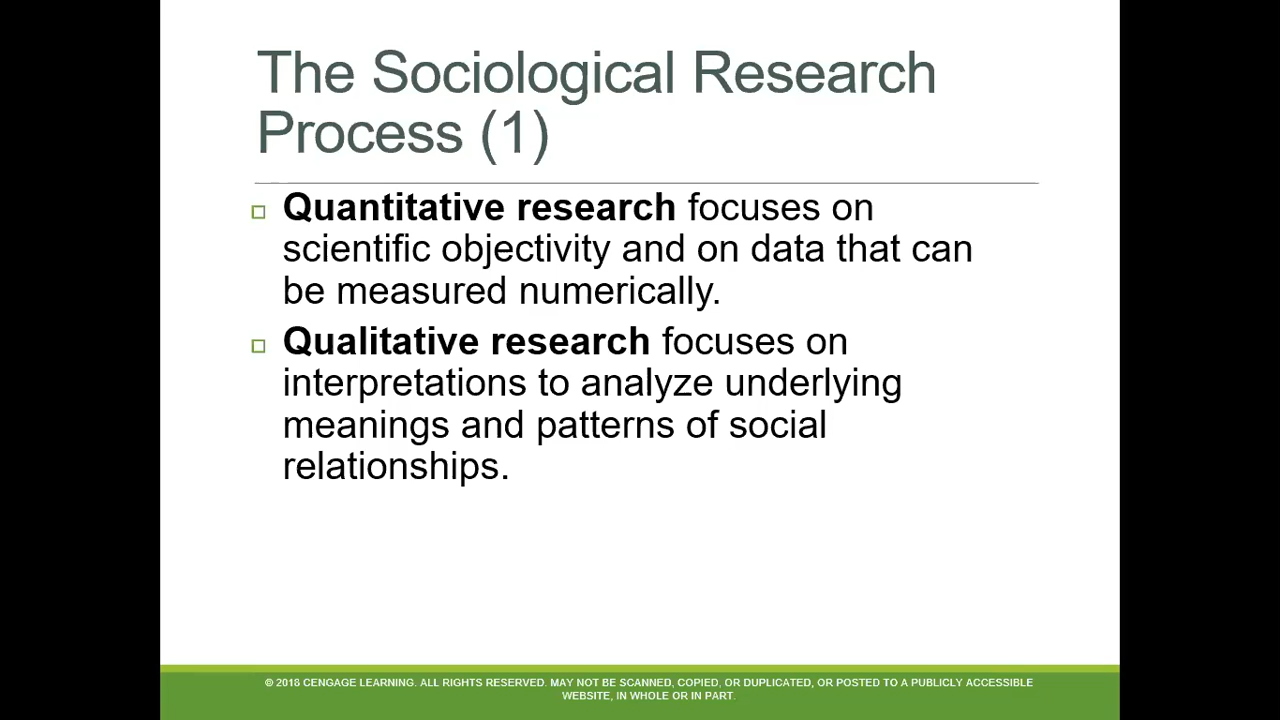 The Sociological Research
Process (1)
Quantitative research focuses on
scientific objectivity and on data that can
be measured numerically.
Qualitative research focuses on
interpretations to analyze underlying
meanings and patterns of social
relationships.
© 2018 CENGAGE LEARNING. ALL RIGHTS RESERVED. MAY NOT BE SCANNED, COPIED, OR DUPLICATED, OR POSTED TO A PUBLICLY ACCESSIBLE
WEBSITE, IN WHOLE OR IN PART.